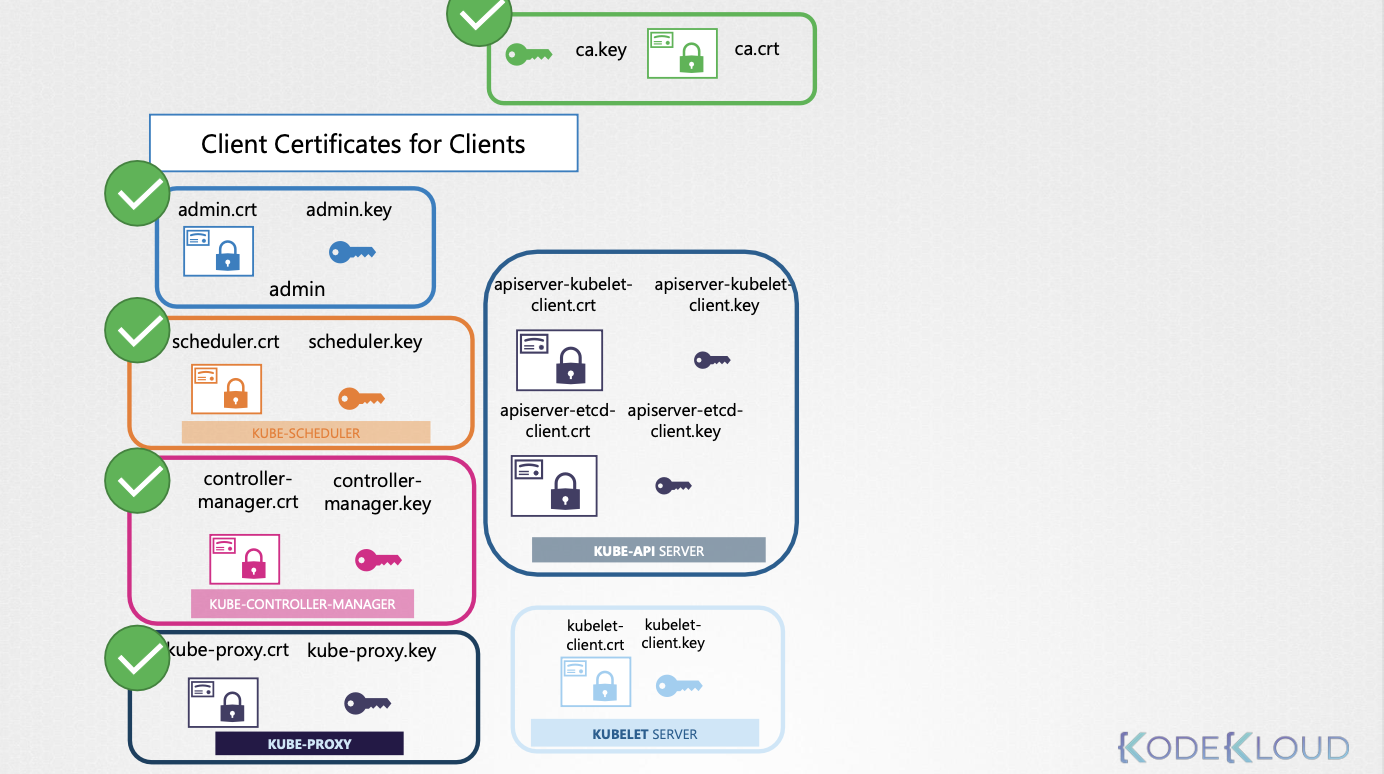 ca.key
ca.crt
Client Certificates for Clients
admin.crt
admin.key
admin
scheduler.crt
scheduler.key
KUBE-SCHEDULER
controller-
manager.crt
controller-
manager.key
KUBE-CONTROLLER-MANAGER
kube-proxy.crt
kube-proxy.key
KUBE-PROXY
apiserver-kubelet-
client.crt
apiserver-kubelet-
client.key
apiserver-etcd-
client.crt
apiserver-etcd-
client.key
KUBE-API SERVER
kubelet-
client.crt
kubelet-
client.key
KUBELET SERVER
KODEKLOUD